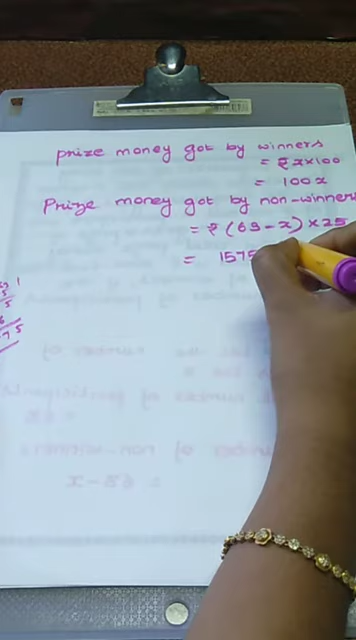 prize money got by winners
= ₹ x×100
= 100x
Prize money got by non-winners
= ₹ (63-x)×25
= 1575